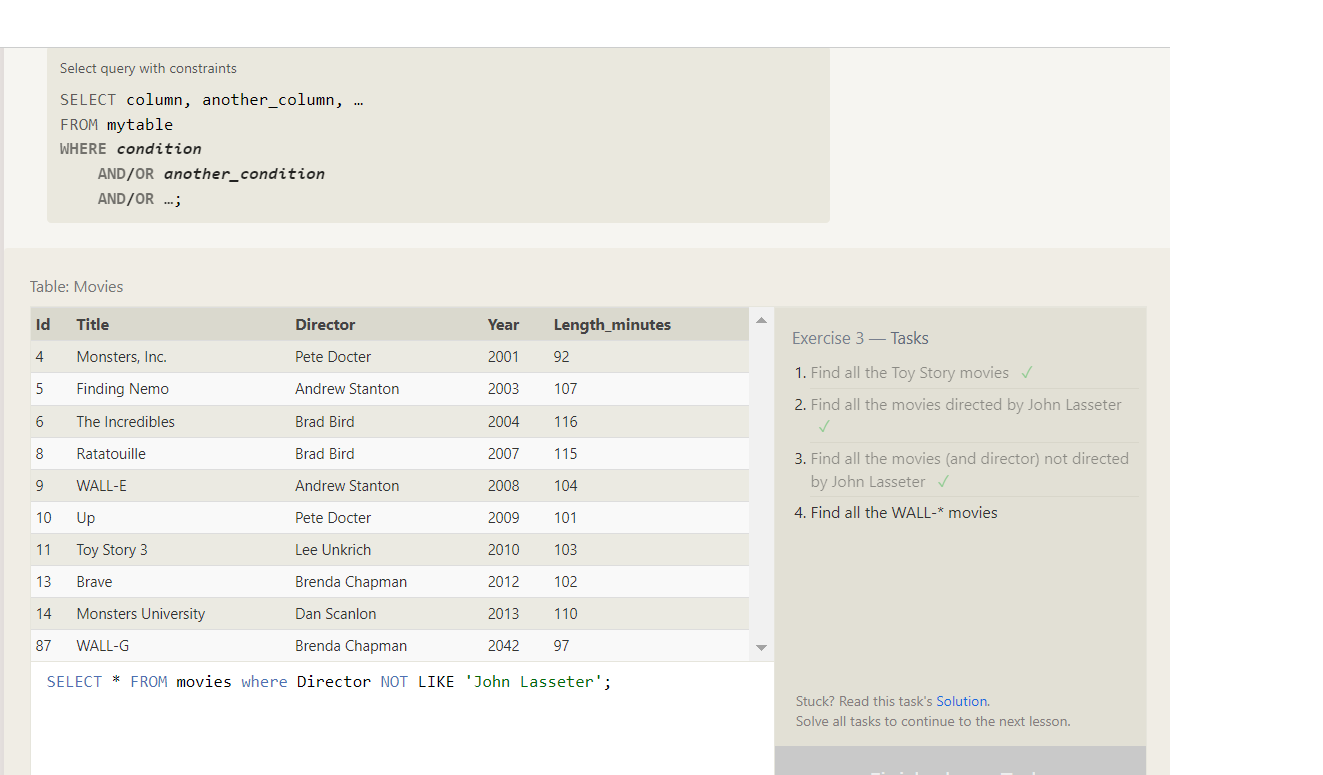 Select query with constraints
SELECT column, another_column, …
FROM mytable
WHERE condition
AND/OR another_condition
AND/OR …;
Table: Movies
Id Title Director Year Length_minutes
4 Monsters, Inc. Pete Docter 2001 92
5 Finding Nemo Andrew Stanton 2003 107
6 The Incredibles Brad Bird 2004 116
8 Ratatouille Brad Bird 2007 115
9 WALL-E Andrew Stanton 2008 104
10 Up Pete Docter 2009 101
11 Toy Story 3 Lee Unkrich 2010 103
13 Brave Brenda Chapman 2012 102
14 Monsters University Dan Scanlon 2013 110
87 WALL-G Brenda Chapman 2042 97
SELECT * FROM movies where Director NOT LIKE 'John Lasseter';
Exercise 3 — Tasks
1. Find all the Toy Story movies ✓
2. Find all the movies directed by John Lasseter
✓
3. Find all the movies (and director) not directed
by John Lasseter ✓
4. Find all the WALL-* movies
Stuck? Read this task's Solution.
Solve all tasks to continue to the next lesson.